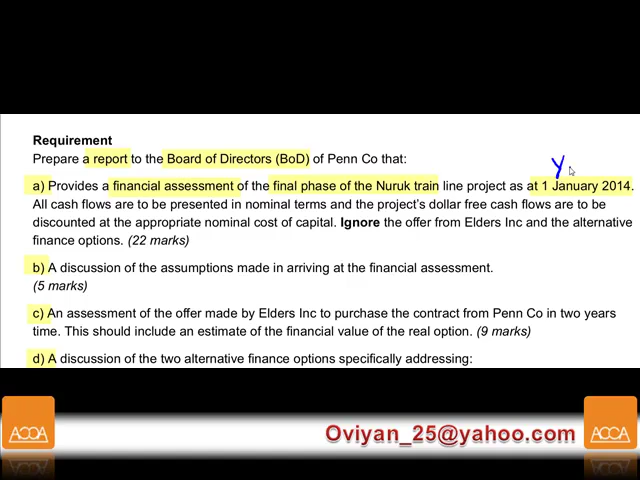 Requirement
Prepare a report to the Board of Directors (BoD) of Penn Co that:
Y
a) Provides a financial assessment of the final phase of the Nuruk train line project as at 1 January 2014.
All cash flows are to be presented in nominal terms and the project's dollar free cash flows are to be
discounted at the appropriate nominal cost of capital. Ignore the offer from Elders Inc and the alternative
finance options. (22 marks)
b) A discussion of the assumptions made in arriving at the financial assessment.
(5 marks)
c) An assessment of the offer made by Elders Inc to purchase the contract from Penn Co in two years
time. This should include an estimate of the financial value of the real option. (9 marks)
d) A discussion of the two alternative finance options specifically addressing:
ACCA
Oviyan_25@yahoo.com
ACCA